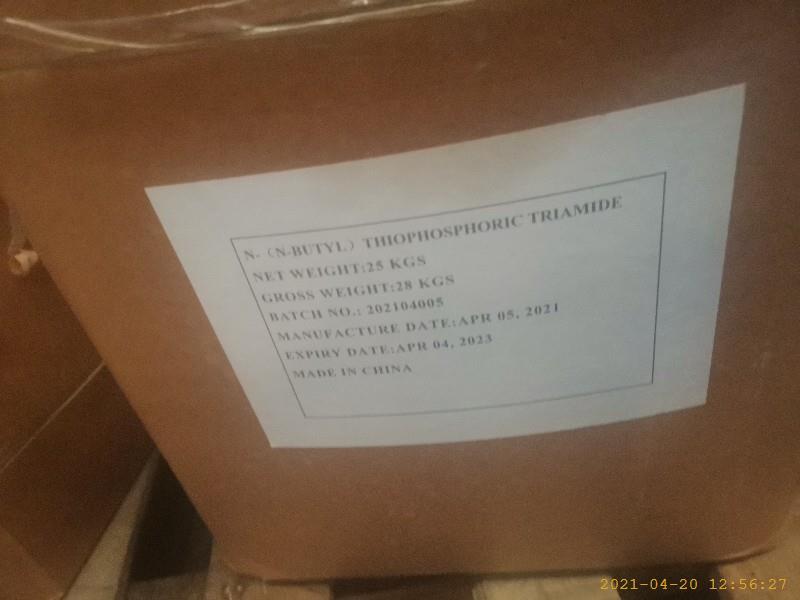 N-（N-BUTYL）THIOPHOSPHORIC TRIAMIDE
NET WEIGHT:25 KGS
GROSS WEIGHT:28 KGS
BATCH NO.: 202104005
MANUFACTURE DATE:APR 05, 2021
EXPIRY DATE:APR 04, 2023
MADE IN CHINA
2021-04-20 12:56:27